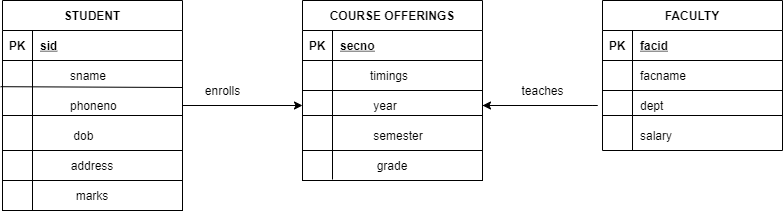 STUDENT
PK sid
sname
phoneno
dob
address
marks
enrolls
COURSE OFFERINGS
PK secno
timings
year
semester
grade
teaches
FACULTY
PK facid
facname
dept
salary